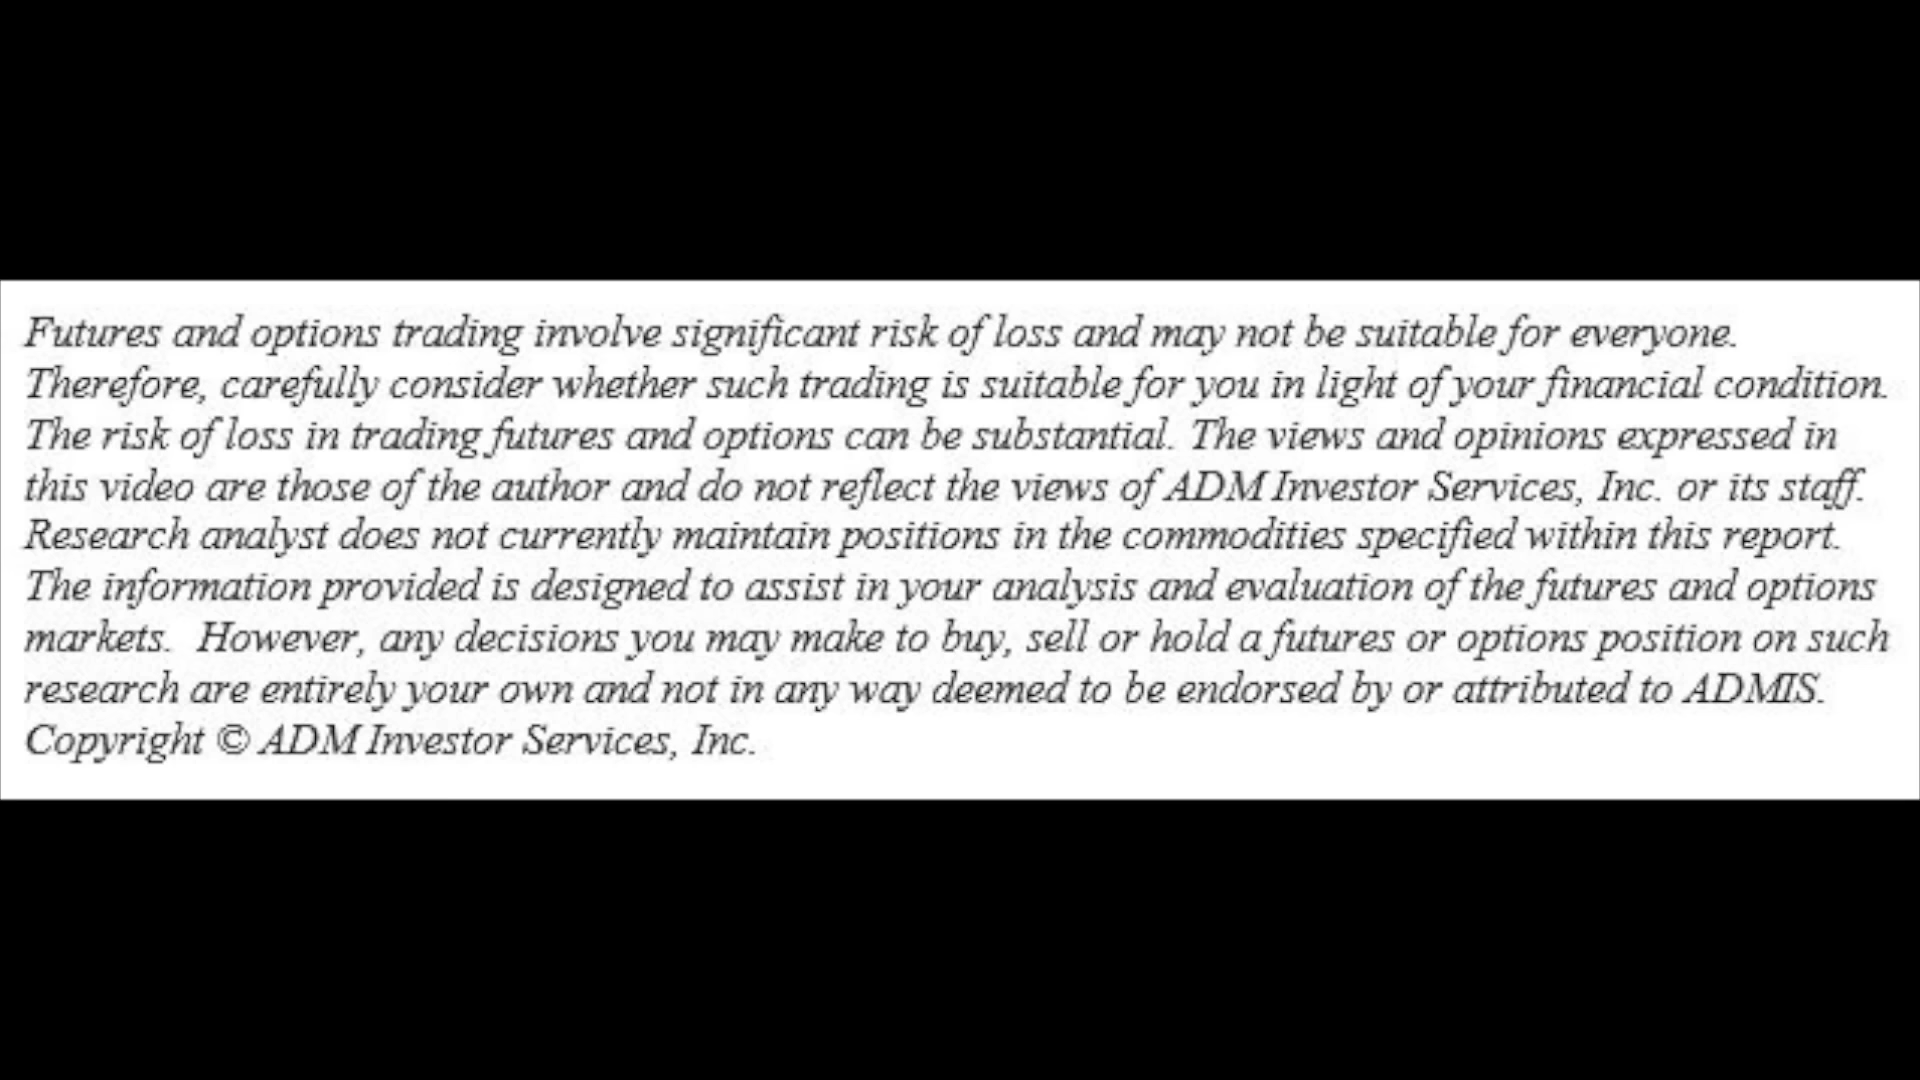 Futures and options trading involve significant risk of loss and may not be suitable for everyone.
Therefore, carefully consider whether such trading is suitable for you in light of your financial condition.
The risk of loss in trading futures and options can be substantial. The views and opinions expressed in
this video are those of the author and do not reflect the views of ADM Investor Services, Inc. or its staff.
Research analyst does not currently maintain positions in the commodities specified within this report.
The information provided is designed to assist in your analysis and evaluation of the futures and options
markets.  However, any decisions you may make to buy, sell or hold a futures or options position on such
research are entirely your own and not in any way deemed to be endorsed by or attributed to ADMIS.
Copyright © ADM Investor Services, Inc.